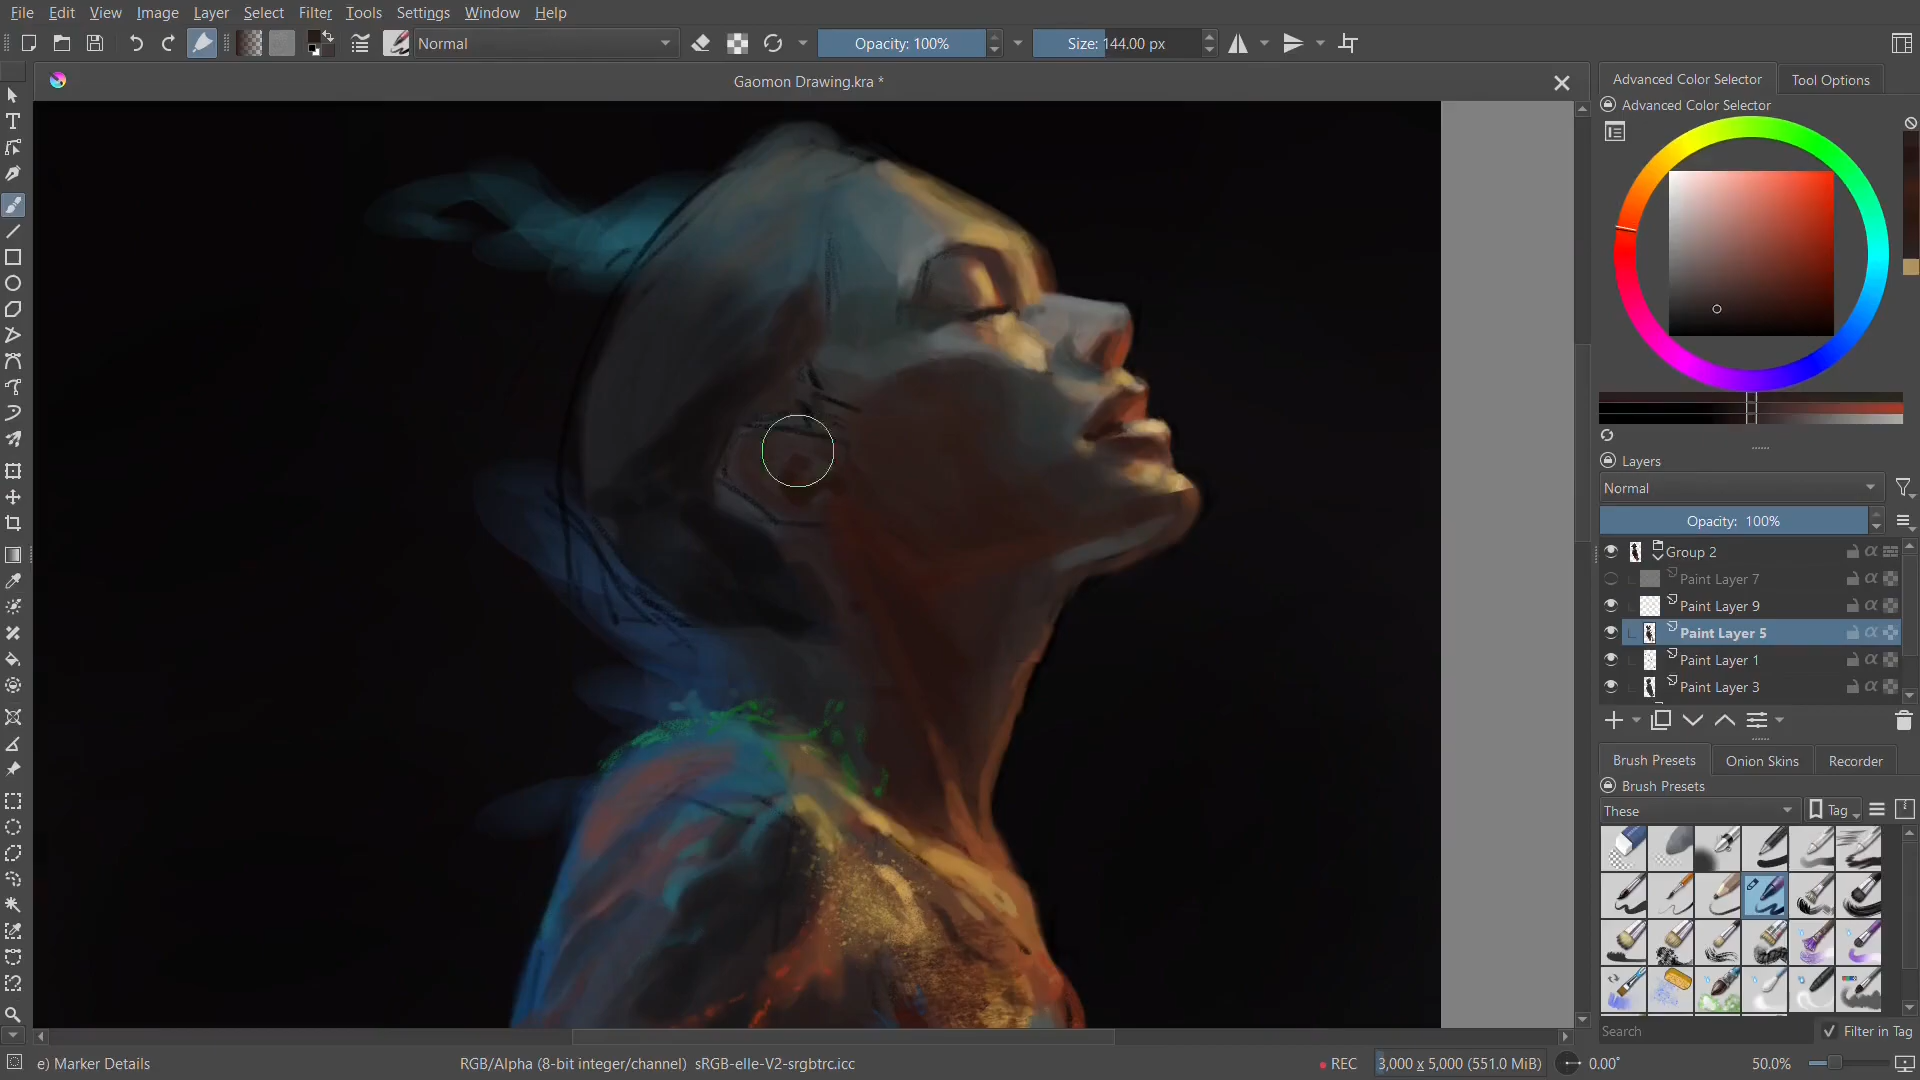 File Edit View Image Layer Select Filter Tools Settings Window Help
Normal
Opacity: 100%
Size: 144.00 px
Gaomon Drawing.kra *
Advanced Color Selector
Tool Options
Advanced Color Selector
Layers
Normal
Opacity: 100%
Group 2
Paint Layer 7
Paint Layer 9
Paint Layer 5
Paint Layer 1
Paint Layer 3
Brush Presets
Onion Skins
Recorder
Brush Presets
These
Tag
Search
Filter in Tag
e) Marker Details
RGB/Alpha (8-bit integer/channel) sRGB-elle-V2-srgbtrc.icc
REC
3,000 x 5,000 (551.0 MiB)
0.00°
50.0%